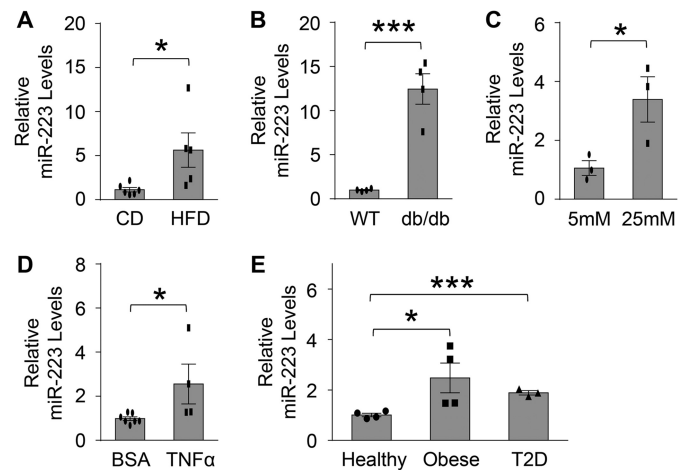 A
Relative
miR-223 Levels
20
15
10
5
0
*
CD HFD
B
Relative
miR-223 Levels
20
15
10
5
0
***
WT db/db
C
Relative
miR-223 Levels
6
4
2
0
*
5mM 25mM
D
Relative
miR-223 Levels
8
6
4
2
0
*
BSA TNFα
E
Relative
miR-223 Levels
6
4
2
0
***
*
Healthy Obese T2D